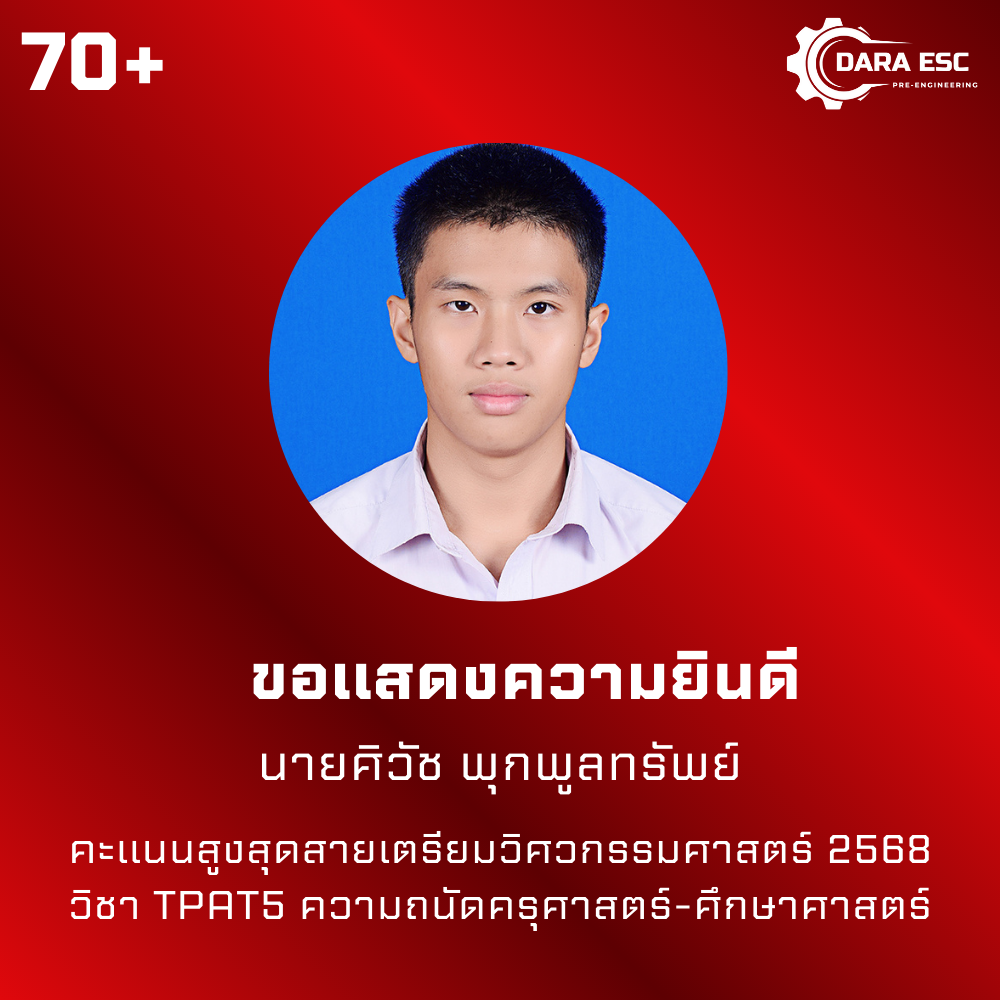 70+
DARA ESC
PRE-ENGINEERING
ขอแสดงความยินดี
นายศิวัช พุกพูลทรัพย์
คะแนนสูงสุดสายเตรียมวิศวกรรมศาสตร์ 2568
วิชา TPAT5 ความถนัดครุศาสตร์-ศึกษาศาสตร์